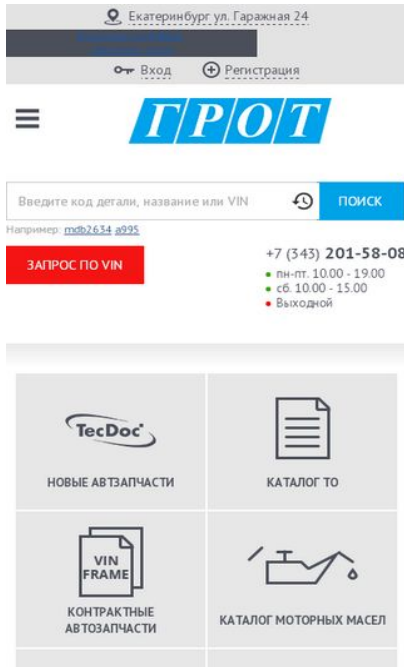 Екатеринбург ул. Гаражная 24
Вход
Регистрация
ГРОТ
Введите код детали, название или VIN
ПОИСК
Например: mdb2634 a995
ЗАПРОС ПО VIN
+7 (343) 201-58-08
пн-пт. 10.00 - 19.00
сб. 10.00 - 15.00
Выходной
TecDoc
НОВЫЕ АВТЗАПЧАСТИ
КАТАЛОГ ТО
VIN
FRAME
КОНТРАКТНЫЕ
АВТОЗАПЧАСТИ
КАТАЛОГ МОТОРНЫХ МАСЕЛ